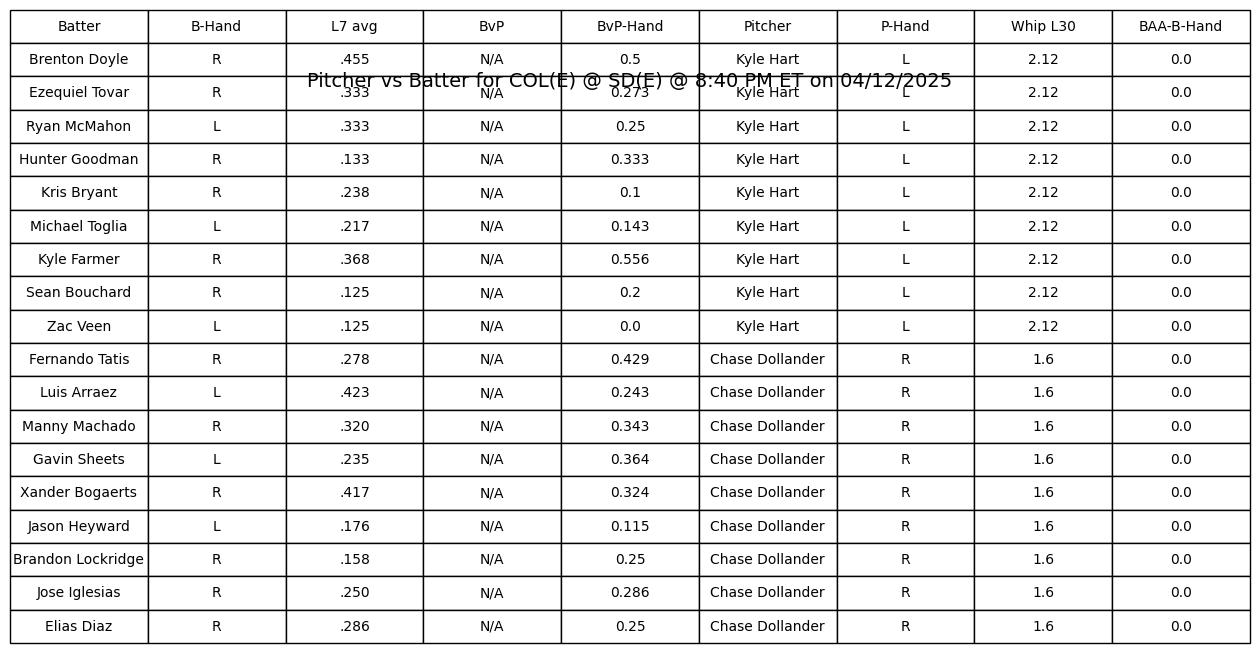 Batter B-Hand L7 avg BvP BvP-Hand Pitcher P-Hand Whip L30 BAA-B-Hand
Brenton Doyle R .455 N/A 0.5 Kyle Hart L 2.12 0.0
Pitcher vs Batter for COL(E) @ SD(E) @ 8:40 PM ET on 04/12/2025
Ezequiel Tovar R .333 N/A 0.273 Kyle Hart L 2.12 0.0
Ryan McMahon L .333 N/A 0.25 Kyle Hart L 2.12 0.0
Hunter Goodman R .133 N/A 0.333 Kyle Hart L 2.12 0.0
Kris Bryant R .238 N/A 0.1 Kyle Hart L 2.12 0.0
Michael Toglia L .217 N/A 0.143 Kyle Hart L 2.12 0.0
Kyle Farmer R .368 N/A 0.556 Kyle Hart L 2.12 0.0
Sean Bouchard R .125 N/A 0.2 Kyle Hart L 2.12 0.0
Zac Veen L .125 N/A 0.0 Kyle Hart L 2.12 0.0
Fernando Tatis R .278 N/A 0.429 Chase Dollander R 1.6 0.0
Luis Arraez L .423 N/A 0.243 Chase Dollander R 1.6 0.0
Manny Machado R .320 N/A 0.343 Chase Dollander R 1.6 0.0
Gavin Sheets L .235 N/A 0.364 Chase Dollander R 1.6 0.0
Xander Bogaerts R .417 N/A 0.324 Chase Dollander R 1.6 0.0
Jason Heyward L .176 N/A 0.115 Chase Dollander R 1.6 0.0
Brandon Lockridge R .158 N/A 0.25 Chase Dollander R 1.6 0.0
Jose Iglesias R .250 N/A 0.286 Chase Dollander R 1.6 0.0
Elias Diaz R .286 N/A 0.25 Chase Dollander R 1.6 0.0